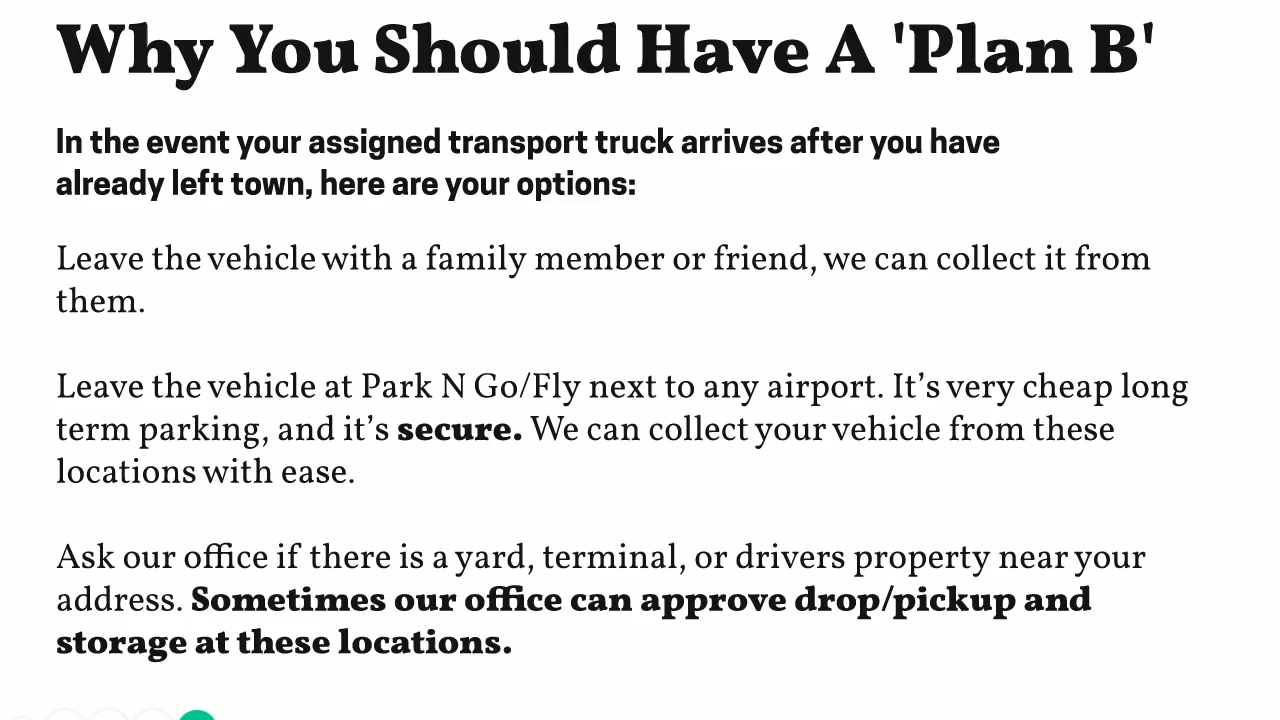 Why You Should Have A 'Plan B'
In the event your assigned transport truck arrives after you have
already left town, here are your options:
Leave the vehicle with a family member or friend, we can collect it from
them.
Leave the vehicle at Park N Go/Fly next to any airport. It’s very cheap long
term parking, and it’s secure. We can collect your vehicle from these
locations with ease.
Ask our office if there is a yard, terminal, or drivers property near your
address. Sometimes our office can approve drop/pickup and
storage at these locations.